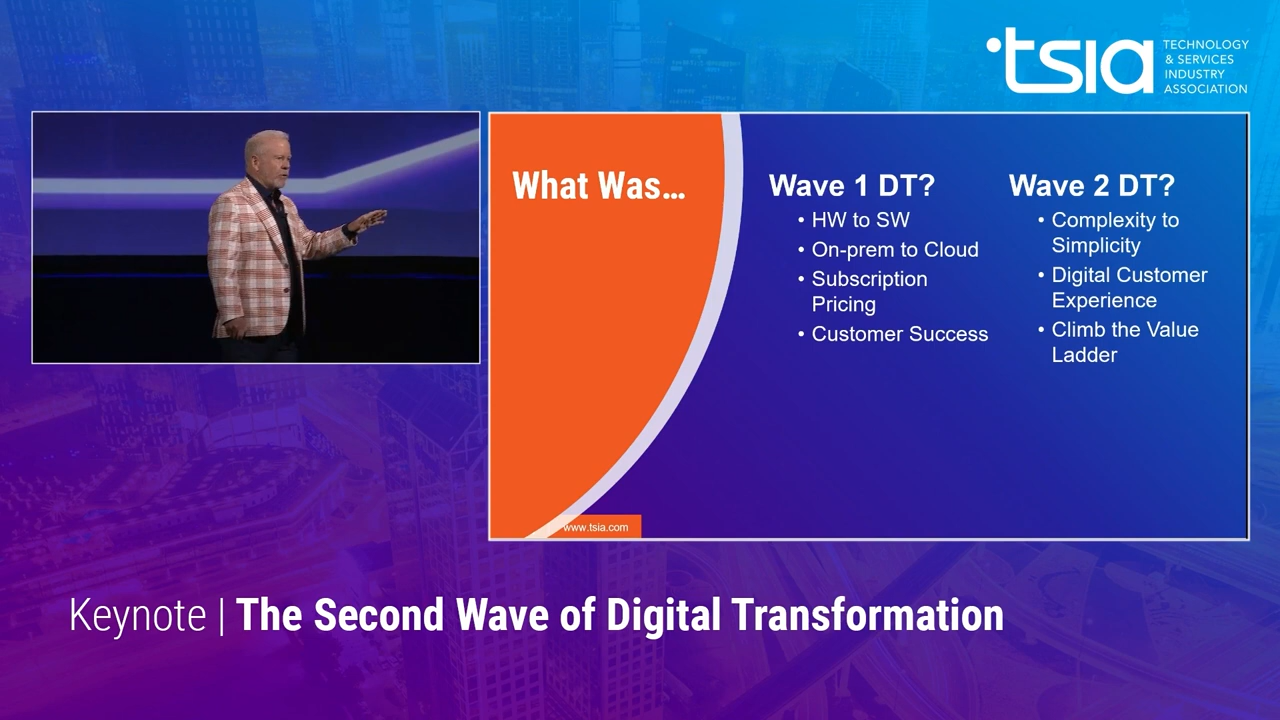 tsia
TECHNOLOGY
& SERVICES
INDUSTRY
ASSOCIATION
What Was...
Wave 1 DT?
• HW to SW
• On-prem to Cloud
• Subscription
Pricing
• Customer Success
Wave 2 DT?
• Complexity to
Simplicity
• Digital Customer
Experience
• Climb the Value
Ladder
www.tsia.com
Keynote | The Second Wave of Digital Transformation